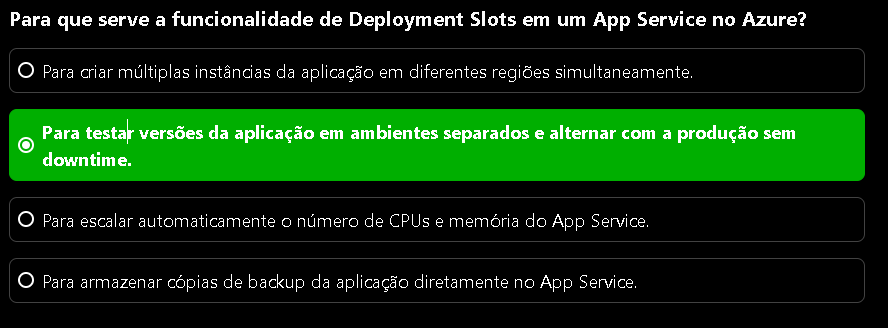 Para que serve a funcionalidade de Deployment Slots em um App Service no Azure?
Para criar múltiplas instâncias da aplicação em diferentes regiões simultaneamente.
Para testar versões da aplicação em ambientes separados e alternar com a produção sem
downtime.
Para escalar automaticamente o número de CPUs e memória do App Service.
Para armazenar cópias de backup da aplicação diretamente no App Service.